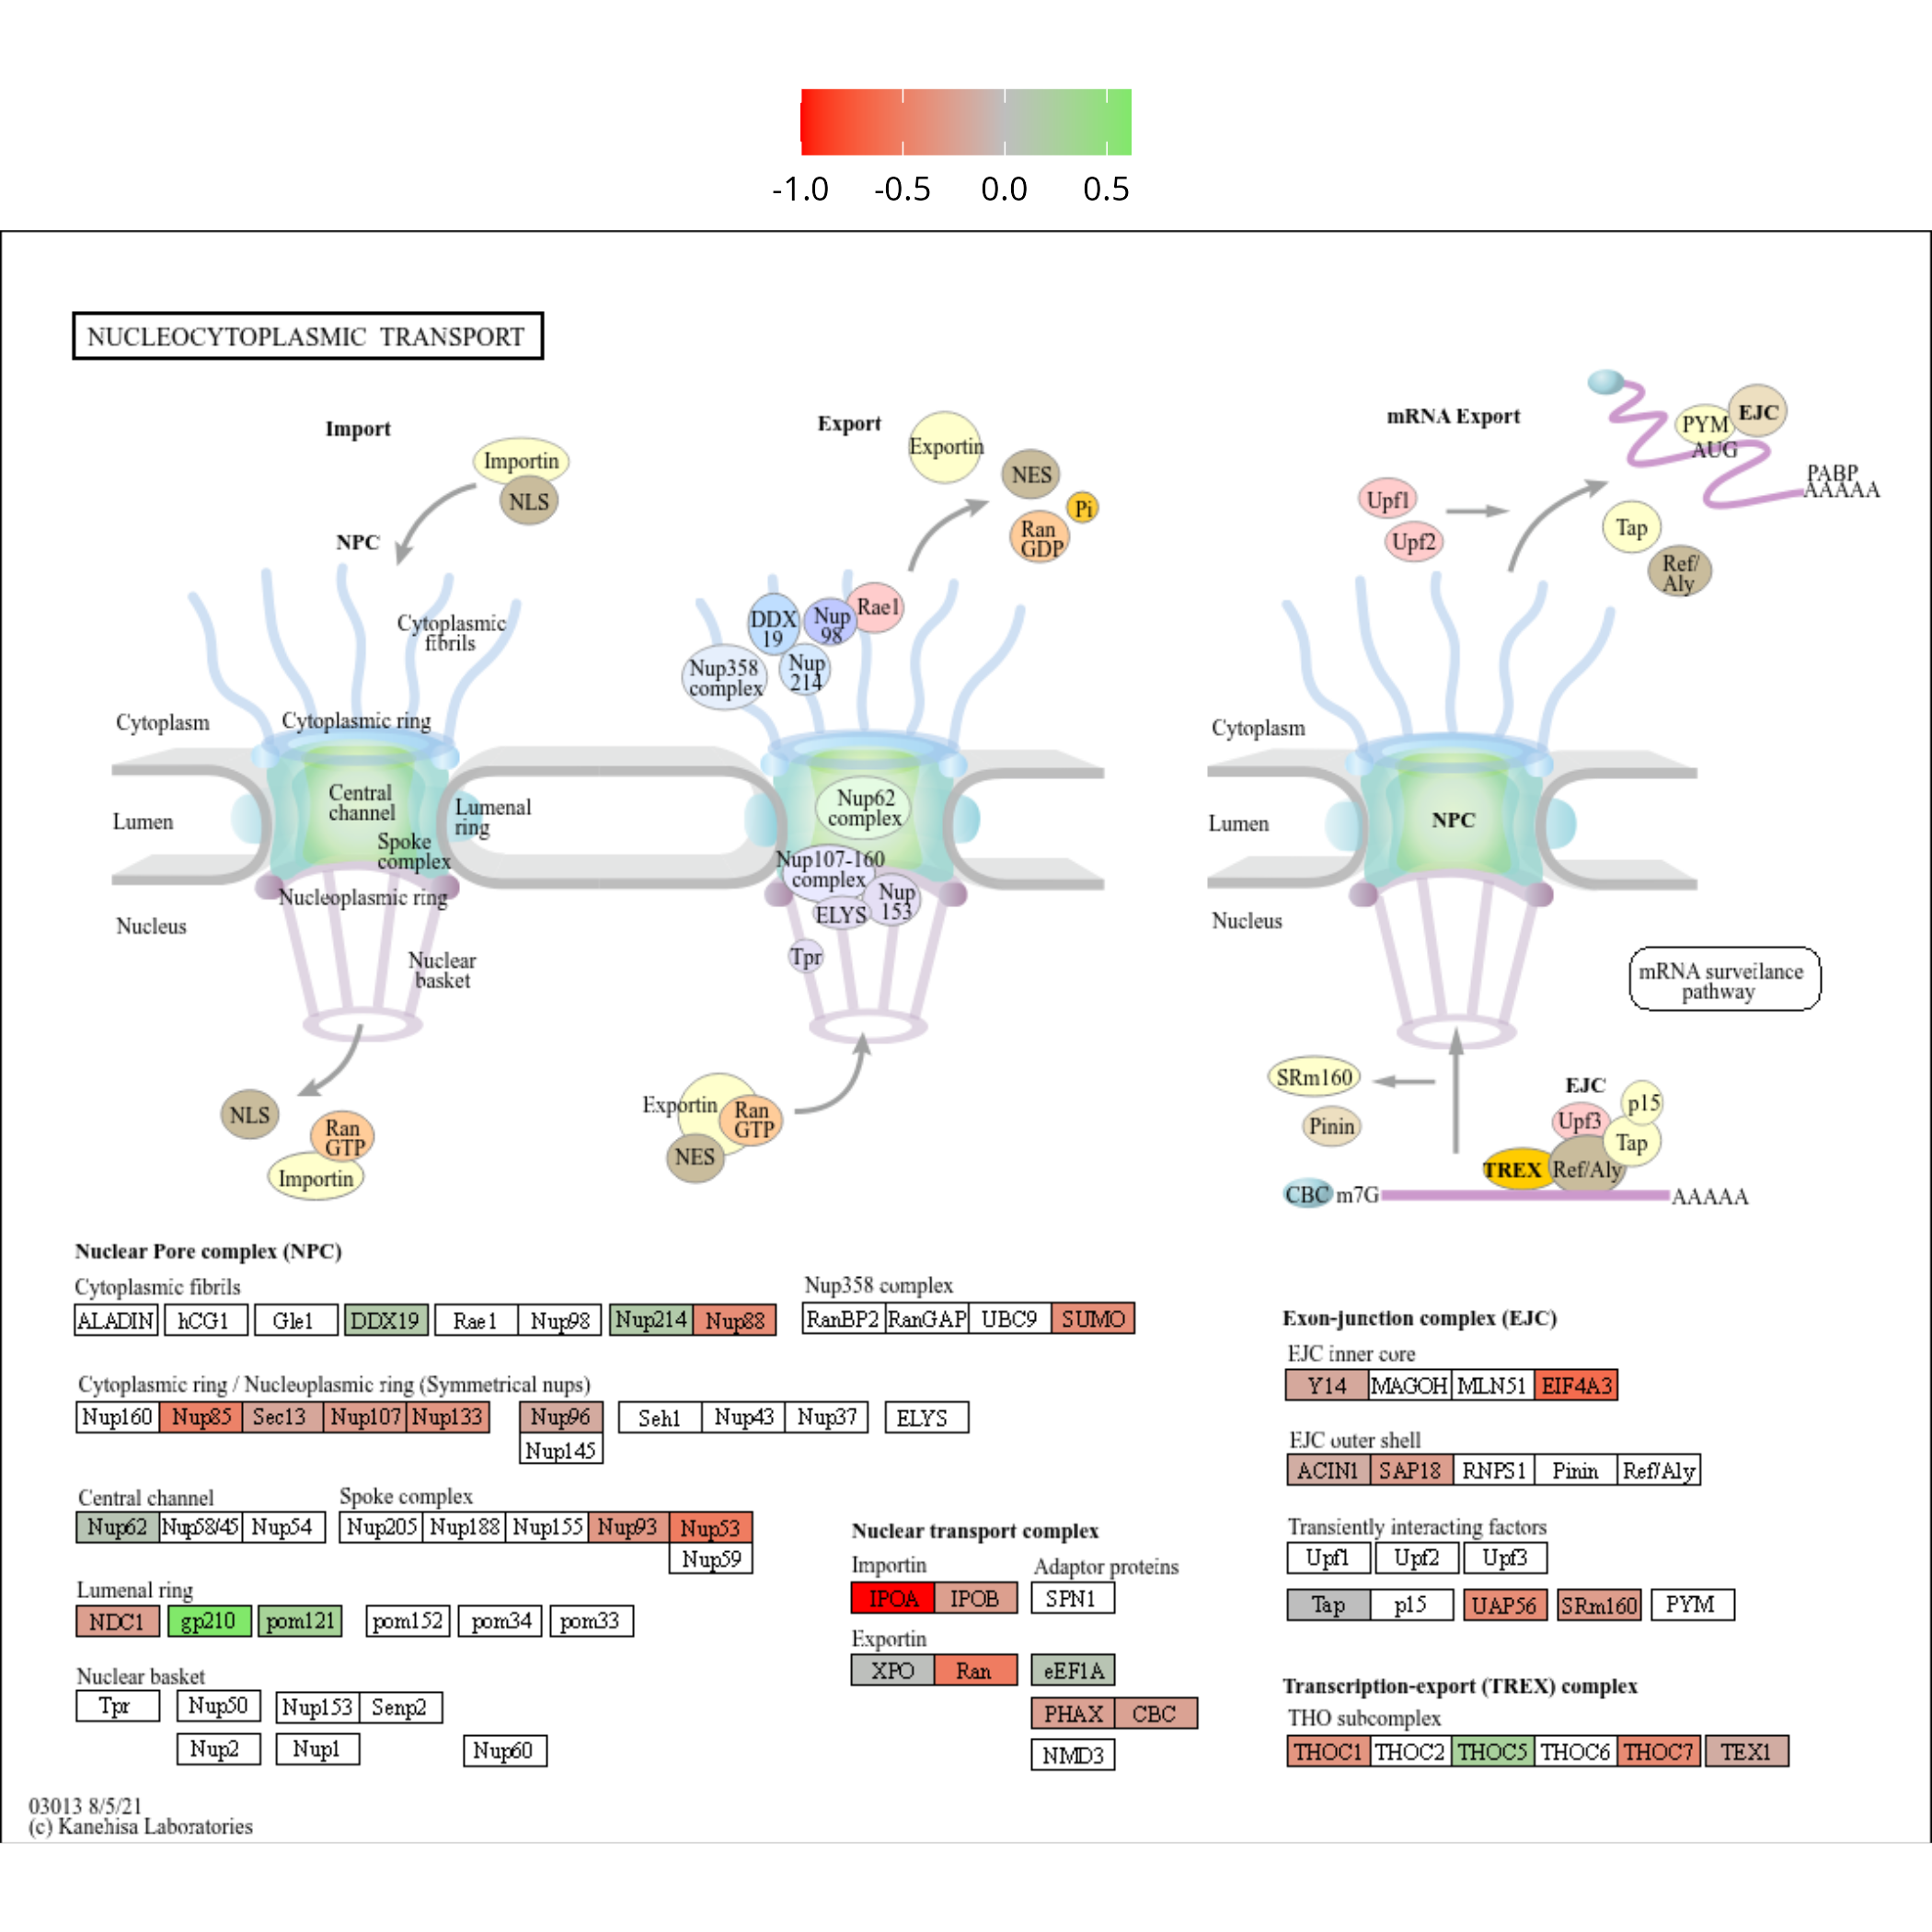 -1.0 -0.5 0.0 0.5
NUCLEOCYTOPLASMIC TRANSPORT
Import
Importin
NLS
NPC
Cytoplasmic
fibrils
Cytoplasm
Cytoplasmic ring
Central
channel
Lumenal
ring
Lumen
Spoke
complex
Nucleoplasmic ring
Nucleus
Nuclear
basket
NLS
Ran
GTP
Importin
Export
Exportin
NES
Pi
Ran
GDP
DDX
19
Nup
98
Rae1
Nup358
complex
Nup
214
Nup62
complex
Nup107-160
complex
Nup
153
ELYS
Tpr
Exportin
Ran
GTP
NES
mRNA Export
PYM
EJC
AUG
PABP
AAAAA
Upf1
Upf2
Tap
Ref/
Aly
Cytoplasm
Lumen
NPC
Nucleus
mRNA surveilance
pathway
SRm160
Pinin
EJC
p15
Upf3
Tap
TREX
Ref/Aly
CBC m7G
AAAAA
Nuclear Pore complex (NPC)
Cytoplasmic fibrils
ALADIN hCG1 Gle1 DDX19 Rae1 Nup98 Nup214 Nup88
Nup358 complex
RanBP2 RanGAP UBC9 SUMO
Cytoplasmic ring / Nucleoplasmic ring (Symmetrical nups)
Nup160 Nup85 Sec13 Nup107 Nup133 Nup96 Seh1 Nup43 Nup37 ELYS
Nup145
Central channel
Nup62 Nup58/45 Nup54
Spoke complex
Nup205 Nup188 Nup155 Nup93 Nup53
Nup59
Lumenal ring
NDC1 gp210 pom121 pom152 pom34 pom33
Nuclear basket
Tpr Nup50 Nup153 Senp2
Nup2 Nup1 Nup60
Nuclear transport complex
Importin
IPOA IPOB
Adaptor proteins
SPN1
Exportin
XPO Ran eEF1A
PHAX CBC
NMD3
Exon-junction complex (EJC)
EJC inner core
Y14 MAGOH MLN51 EIF4A3
EJC outer shell
ACIN1 SAP18 RNPS1 Pinin Ref/Aly
Transiently interacting factors
Upf1 Upf2 Upf3
Tap p15 UAP56 SRm160 PYM
Transcription-export (TREX) complex
THO subcomplex
THOC1 THOC2 THOC5 THOC6 THOC7 TEX1
03013 8/5/21
(c) Kanehisa Laboratories